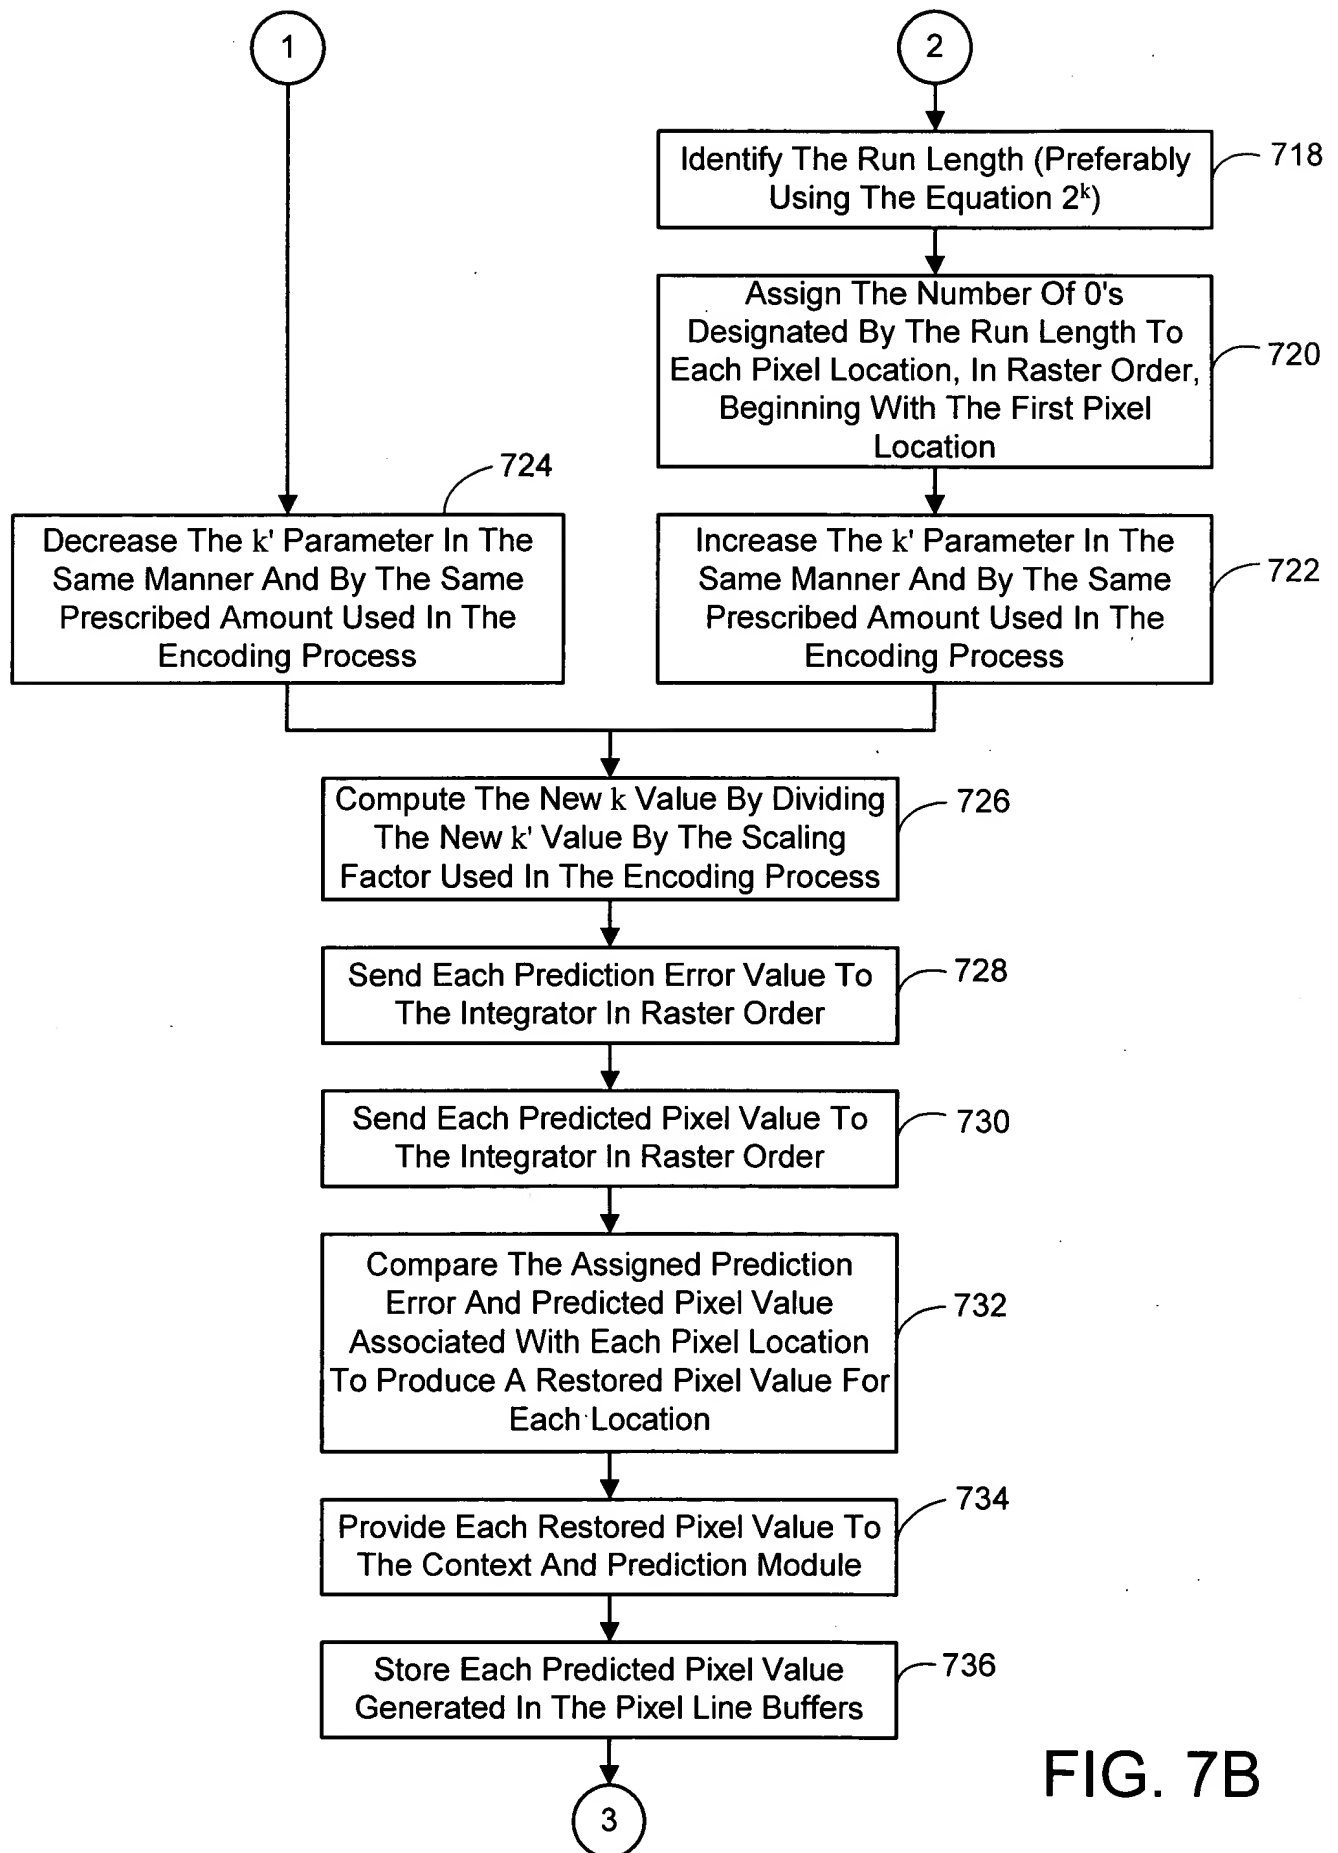 1
2
Identify The Run Length (Preferably
Using The Equation 2^k)
718
Assign The Number Of 0's
Designated By The Run Length To
Each Pixel Location, In Raster Order,
Beginning With The First Pixel
Location
720
724
Decrease The k' Parameter In The
Same Manner And By The Same
Prescribed Amount Used In The
Encoding Process
Increase The k' Parameter In The
Same Manner And By The Same
Prescribed Amount Used In The
Encoding Process
722
Compute The New k Value By Dividing
The New k' Value By The Scaling
Factor Used In The Encoding Process
726
Send Each Prediction Error Value To
The Integrator In Raster Order
728
Send Each Predicted Pixel Value To
The Integrator In Raster Order
730
Compare The Assigned Prediction
Error And Predicted Pixel Value
Associated With Each Pixel Location
To Produce A Restored Pixel Value For
Each Location
732
Provide Each Restored Pixel Value To
The Context And Prediction Module
734
Store Each Predicted Pixel Value
Generated In The Pixel Line Buffers
736
3
FIG. 7B